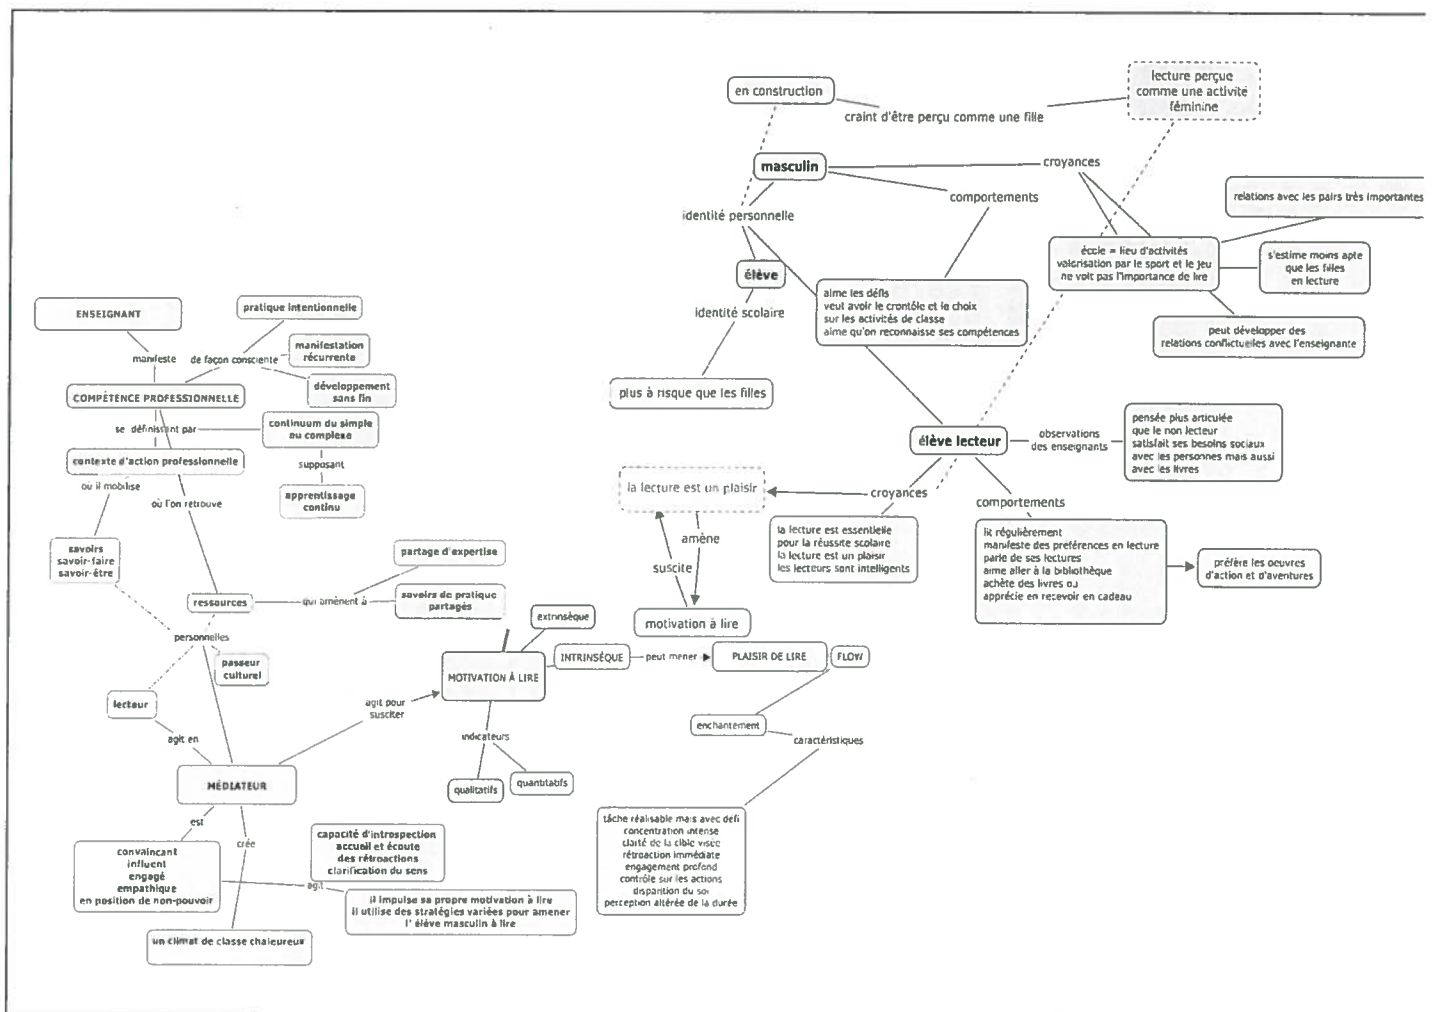 en construction
craint d'être perçu comme une fille
lecture perçue
comme une activité
féminine
masculin
croyances
comportements
relations avec les pairs très importantes
identité personnelle
école = lieu d'activités
valorisation par le sport et le jeu
ne voit pas l'importance de lire
s'estime moins apte
que les filles
en lecture
élève
aime les défis
veut avoir le crontôle et le choix
sur les activités de classe
aime qu'on reconnaisse ses compétences
identité scolaire
peut développer des
relations conflictuelles avec l'enseignante
plus à risque que les filles
élève lecteur
observations
des enseignants
pensée plus articulée
que le non lecteur
satisfait ses besoins sociaux
avec les personnes mais aussi
avec les livres
la lecture est un plaisir
croyances
comportements
la lecture est essentielle
pour la réussite scolaire
la lecture est un plaisir
les lecteurs sont intelligents
lit régulièrement
manifeste des préférences en lecture
parle de ses lectures
aime aller à la bibliothèque
achète des livres ou
apprécie en recevoir en cadeau
préfère les oeuvres
d'action et d'aventures
amène
suscite
motivation à lire
ENSEIGNANT
pratique intentionnelle
manifeste
de façon consciente
manifestation
récurrente
développement
sans fin
COMPÉTENCE PROFESSIONNELLE
se définissant par
continuum du simple
au complexe
contexte d'action professionnelle
supposant
où il mobilise
où l'on retrouve
apprentissage
continu
savoirs
savoir-faire
savoir-être
partage d'expertise
ressources
qui amènent à
savoirs de pratique
partagés
personnelles
passeur
culturel
lecteur
agit en
MÉDIATEUR
agit pour
susciter
extrinsèque
MOTIVATION À LIRE
INTRINSÈQUE
peut mener
PLAISIR DE LIRE
FLOW
enchantement
caractéristiques
indicateurs
qualitatifs
quantitatifs
est
crée
convaincant
influent
engagé
empathique
en position de non-pouvoir
capacité d'introspection
accueil et écoute
des rétroactions
clarification du sens
agit
il impulse sa propre motivation à lire
il utilise des stratégies variées pour amener
l' élève masculin à lire
un climat de classe chaleureux
tâche réalisable mais avec défi
concentration intense
clarté de la cible visée
rétroaction immédiate
engagement profond
contrôle sur les actions
disparition du soi
perception altérée de la durée